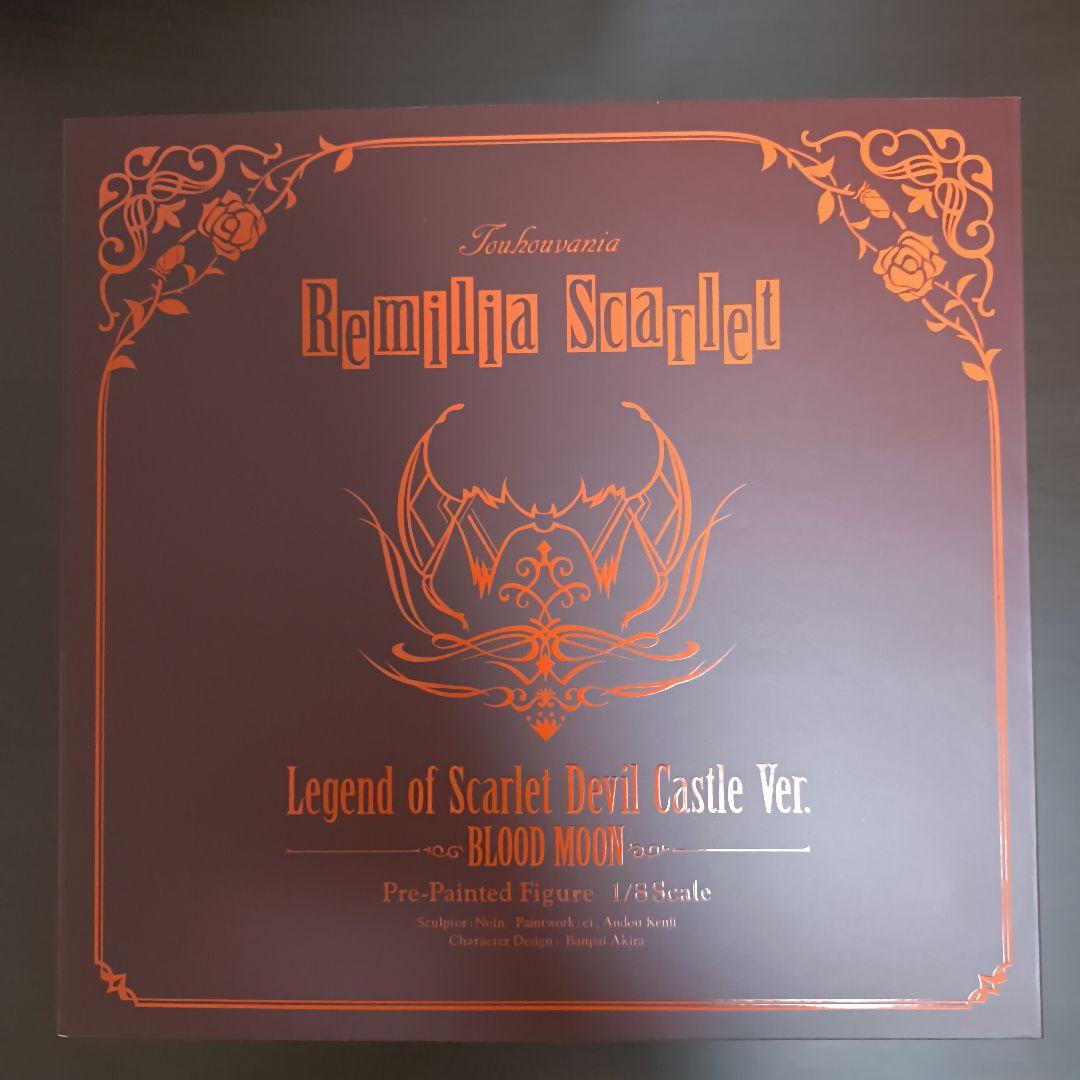 Touhouvania
Remilia Scarlet
Legend of Scarlet Devil Castle Ver.
BLOOD MOON
Pre-Painted Figure 1/8 Scale
Sculptor : Noin Paintwork : ei , Andou Kenji
Character Design : Banpai Akira